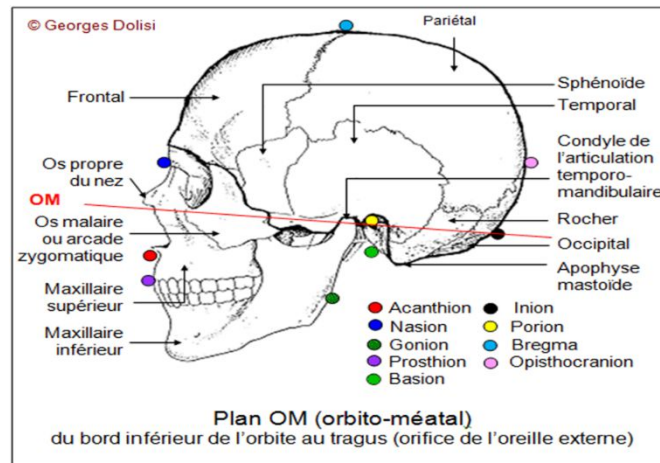 © Georges Dolisi
Pariétal
Frontal
Sphénoïde
Temporal
Condyle de
l'articulation
temporo-
mandibulaire
Os propre
du nez
OM
Os malaire
ou arcade
zygomatique
Rocher
Occipital
Apophyse
mastoïde
Maxillaire
supérieur
Maxillaire
inférieur
Acanthion
Nasion
Gonion
Prosthion
Basion
Inion
Porion
Bregma
Opisthocranion
Plan OM (orbito-méatal)
du bord inférieur de l'orbite au tragus (orifice de l'oreille externe)